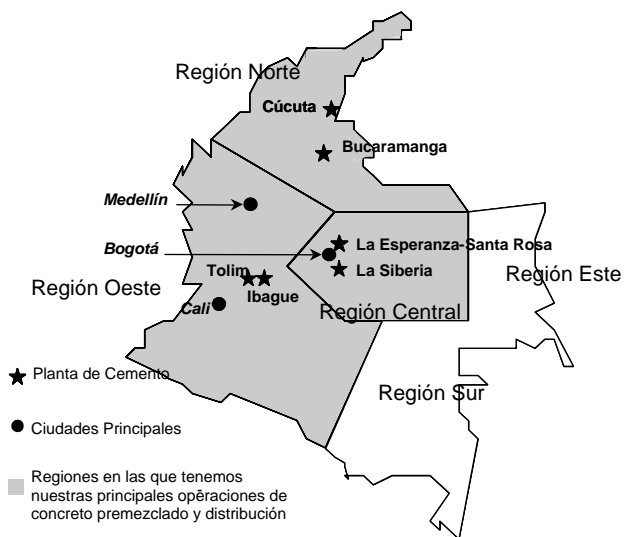 Región Norte
Cúcuta
Bucaramanga
Medellín
Bogotá
La Esperanza-Santa Rosa
La Siberia
Región Este
Tolim
Ibague
Región Oeste
Cali
Región Central
Planta de Cemento
Región Sur
Ciudades Principales
Regiones en las que tenemos
nuestras principales opēraciones de
concreto premezclado y distribución